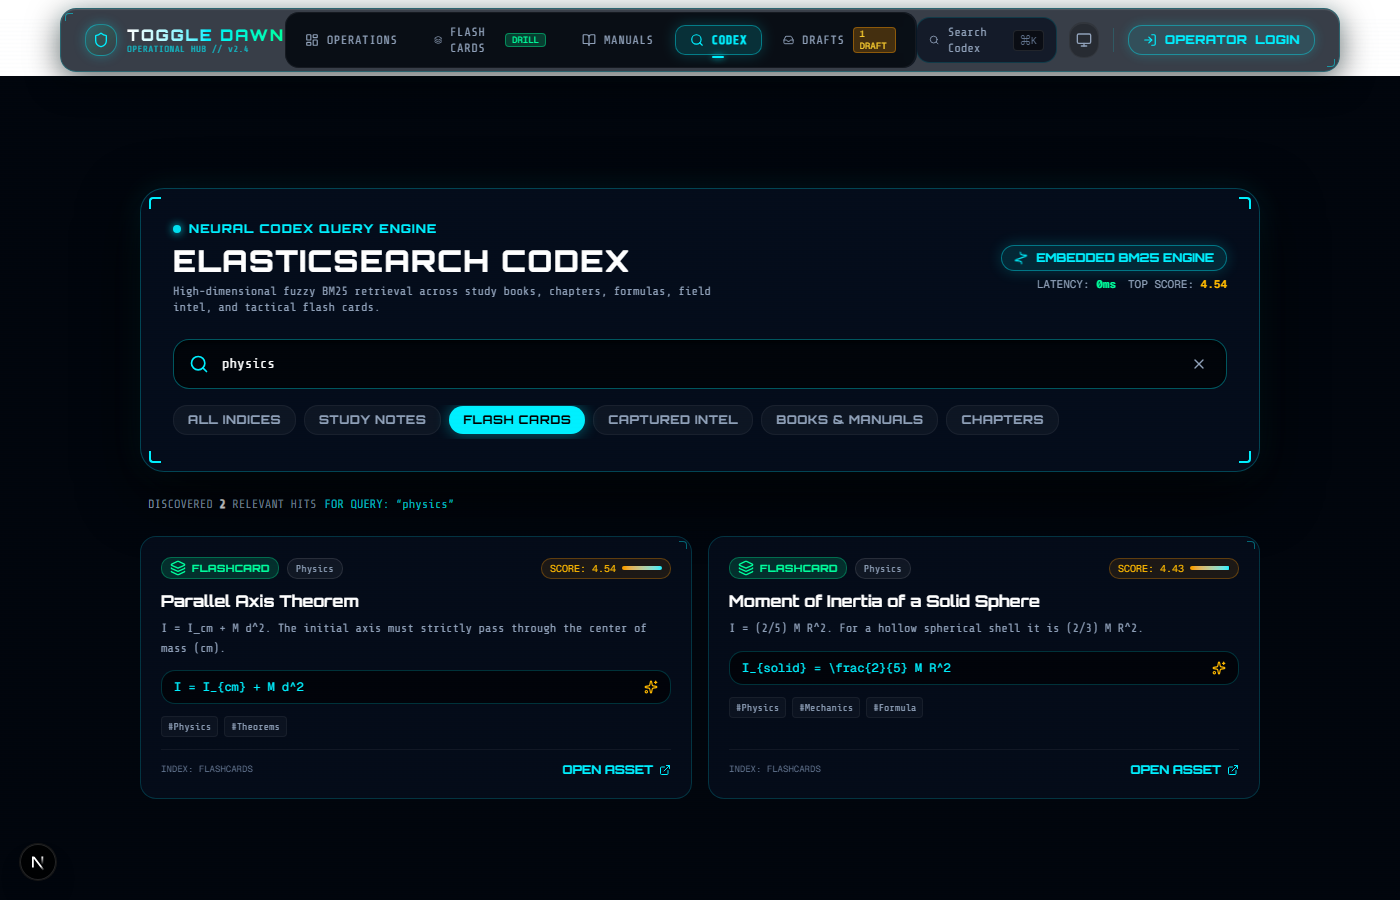 TOGGLE DAWN
OPERATIONAL HUB // v2.4
OPERATIONS
FLASH
CARDS
DRILL
MANUALS
CODEX
DRAFTS
1
DRAFT
Search
Codex
⌘K
OPERATOR LOGIN
NEURAL CODEX QUERY ENGINE
ELASTICSEARCH CODEX
High-dimensional fuzzy BM25 retrieval across study books, chapters, formulas, field
intel, and tactical flash cards.
EMBEDDED BM25 ENGINE
LATENCY: 0ms TOP SCORE: 4.54
physics
ALL INDICES
STUDY NOTES
FLASH CARDS
CAPTURED INTEL
BOOKS & MANUALS
CHAPTERS
DISCOVERED 2 RELEVANT HITS FOR QUERY: "physics"
FLASHCARD
Physics
SCORE: 4.54
Parallel Axis Theorem
I = I_cm + M d^2. The initial axis must strictly pass through the center of
mass (cm).
I = I_{cm} + M d^2
#Physics
#Theorems
INDEX: FLASHCARDS
OPEN ASSET
FLASHCARD
Physics
SCORE: 4.43
Moment of Inertia of a Solid Sphere
I = (2/5) M R^2. For a hollow spherical shell it is (2/3) M R^2.
I_{solid} = \frac{2}{5} M R^2
#Physics
#Mechanics
#Formula
INDEX: FLASHCARDS
OPEN ASSET
N